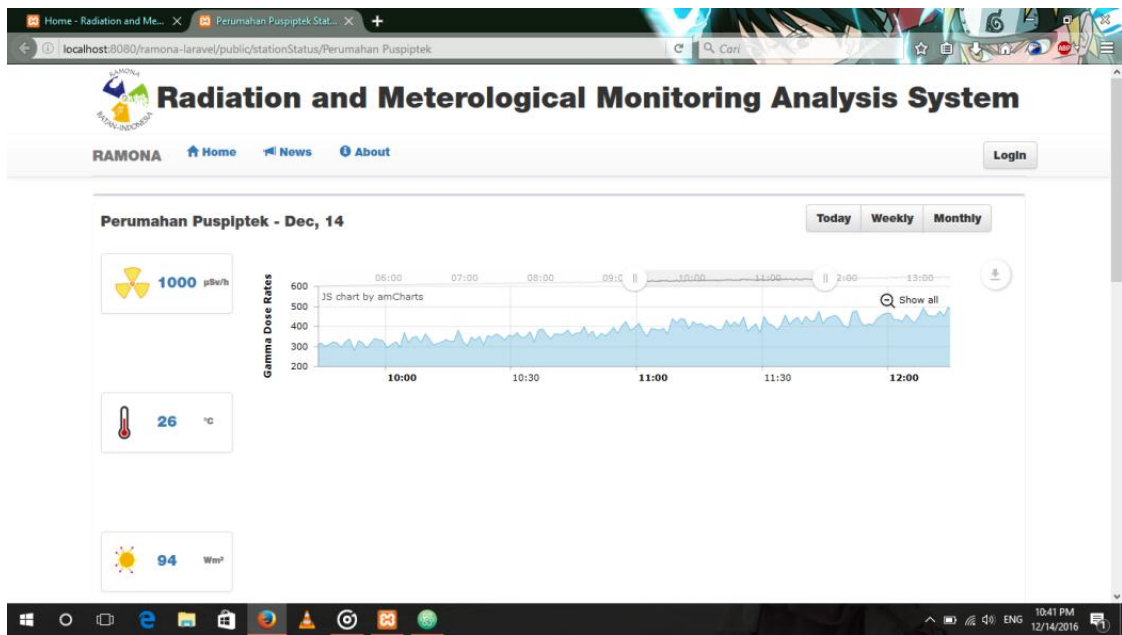 Home - Radiation and Me...
Perumahan Puspiptek Stat...
localhost:8080/ramona-laravel/public/stationStatus/Perumahan Puspiptek
Cari
ABP
RAMONA
BATAN-INDONESIA
Radiation and Meterological Monitoring Analysis System
RAMONA
Home
News
About
Login
Perumahan Puspiptek - Dec, 14
Today
Weekly
Monthly
1000 µSv/h
06:00 07:00 08:00 10:00 11:00 13:00
Gamma Dose Rates
JS chart by amCharts
Show all
600
500
400
300
200
10:00 10:30 11:00 11:30 12:00
26 °C
94 Wm²
ENG
10:41 PM
12/14/2016